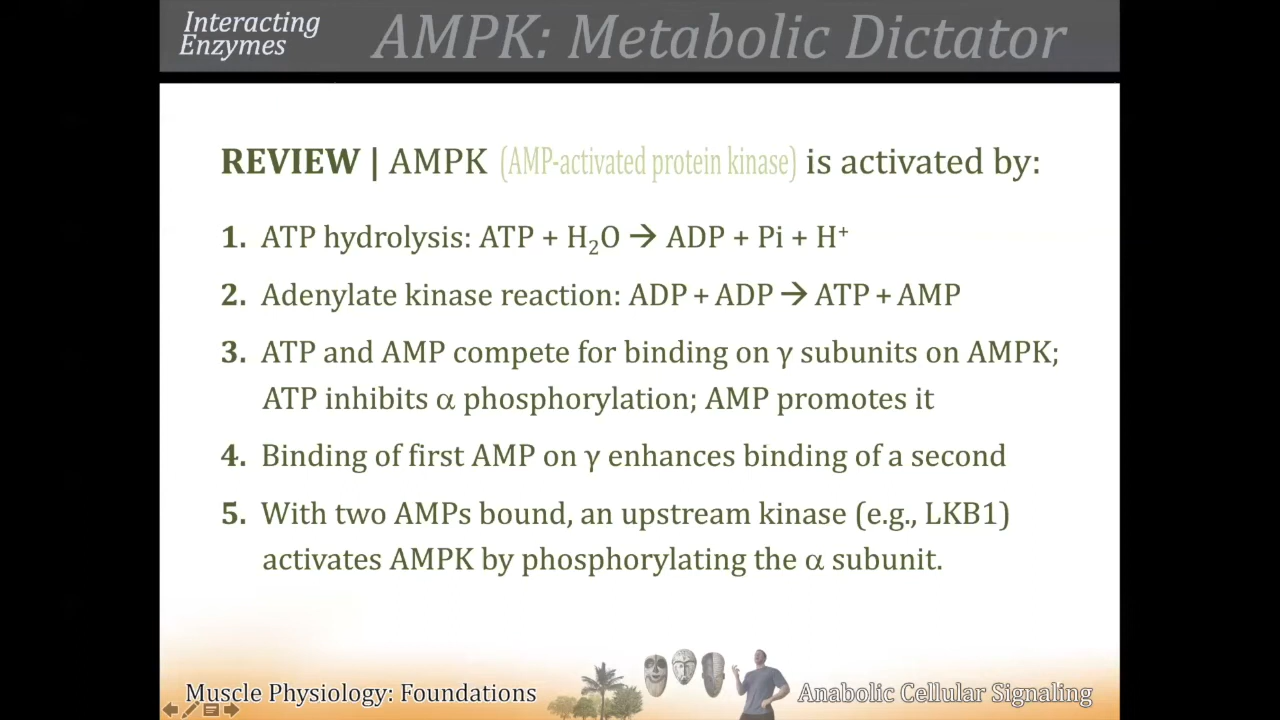 Interacting
Enzymes
AMPK: Metabolic Dictator
REVIEW | AMPK (AMP-activated protein kinase) is activated by:
1. ATP hydrolysis: ATP + H₂O → ADP + Pi + H⁺
2. Adenylate kinase reaction: ADP + ADP → ATP + AMP
3. ATP and AMP compete for binding on γ subunits on AMPK;
ATP inhibits α phosphorylation; AMP promotes it
4. Binding of first AMP on γ enhances binding of a second
5. With two AMPs bound, an upstream kinase (e.g., LKB1)
activates AMPK by phosphorylating the α subunit.
Muscle Physiology: Foundations
Anabolic Cellular Signaling